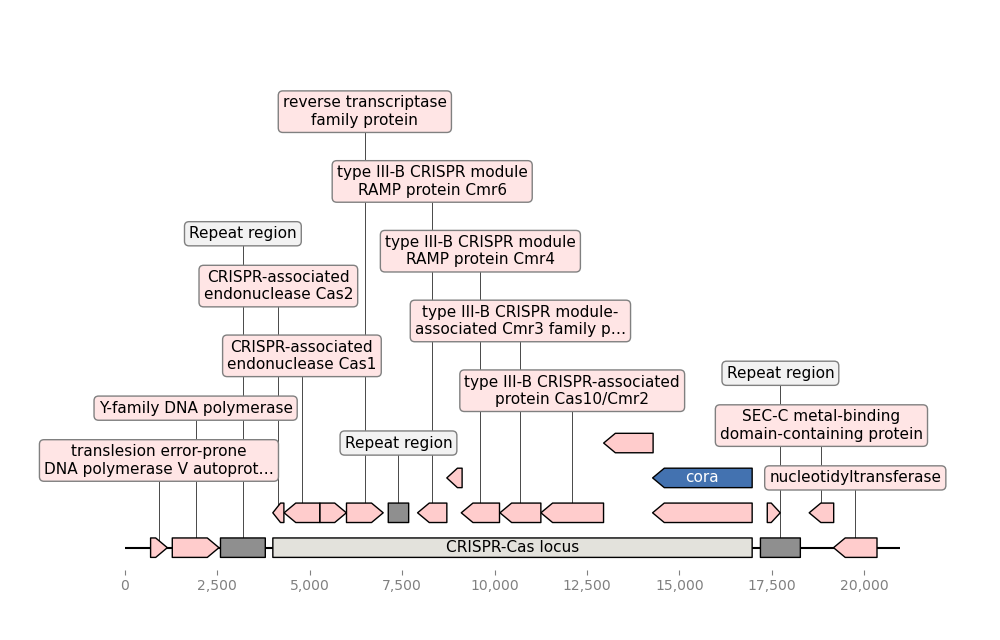 reverse transcriptase
family protein
type III-B CRISPR module
RAMP protein Cmr6
Repeat region
type III-B CRISPR module
RAMP protein Cmr4
CRISPR-associated
endonuclease Cas2
type III-B CRISPR module-
associated Cmr3 family p...
CRISPR-associated
endonuclease Cas1
Repeat region
type III-B CRISPR-associated
protein Cas10/Cmr2
Y-family DNA polymerase
SEC-C metal-binding
domain-containing protein
Repeat region
translesion error-prone
DNA polymerase V autoprot...
cora
nucleotidyltransferase
CRISPR-Cas locus
0 2,500 5,000 7,500 10,000 12,500 15,000 17,500 20,000